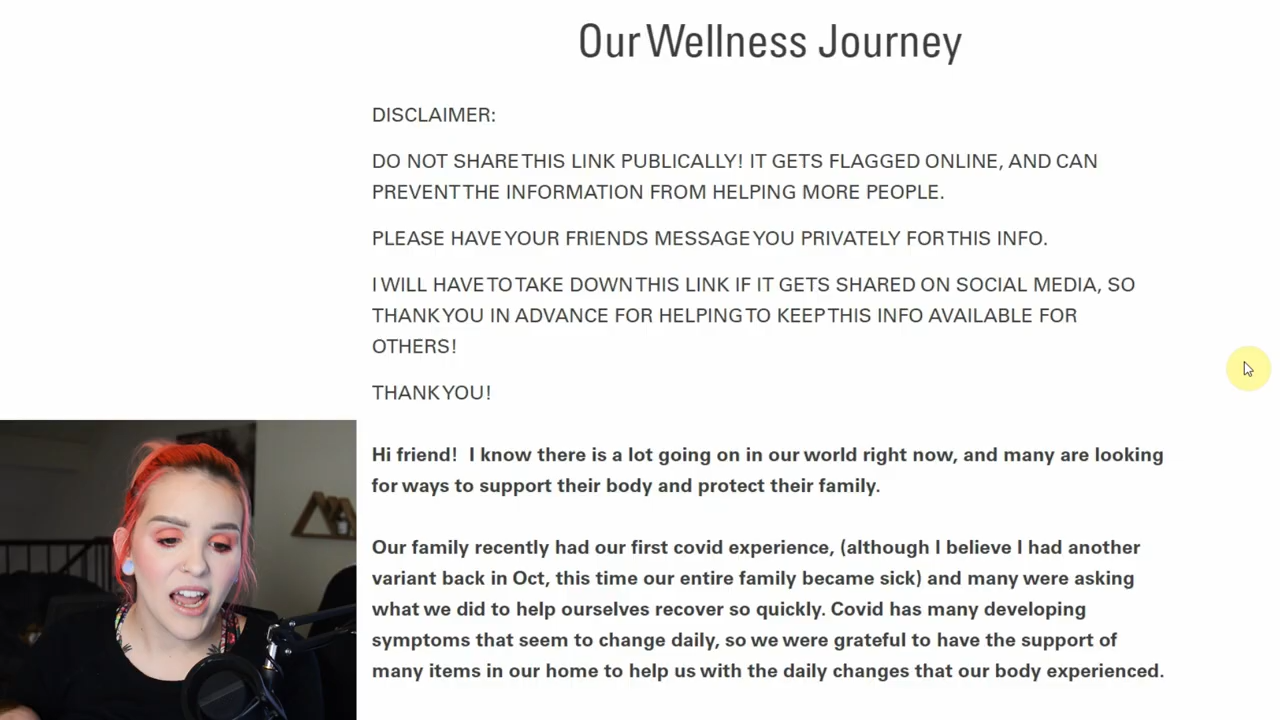 Our Wellness Journey
DISCLAIMER:
DO NOT SHARE THIS LINK PUBLICALLY! IT GETS FLAGGED ONLINE, AND CAN
PREVENT THE INFORMATION FROM HELPING MORE PEOPLE.
PLEASE HAVE YOUR FRIENDS MESSAGE YOU PRIVATELY FOR THIS INFO.
I WILL HAVE TO TAKE DOWN THIS LINK IF IT GETS SHARED ON SOCIAL MEDIA, SO
THANK YOU IN ADVANCE FOR HELPING TO KEEP THIS INFO AVAILABLE FOR
OTHERS!
THANK YOU!
Hi friend!  I know there is a lot going on in our world right now, and many are looking
for ways to support their body and protect their family.
Our family recently had our first covid experience, (although I believe I had another
variant back in Oct, this time our entire family became sick) and many were asking
what we did to help ourselves recover so quickly. Covid has many developing
symptoms that seem to change daily, so we were grateful to have the support of
many items in our home to help us with the daily changes that our body experienced.